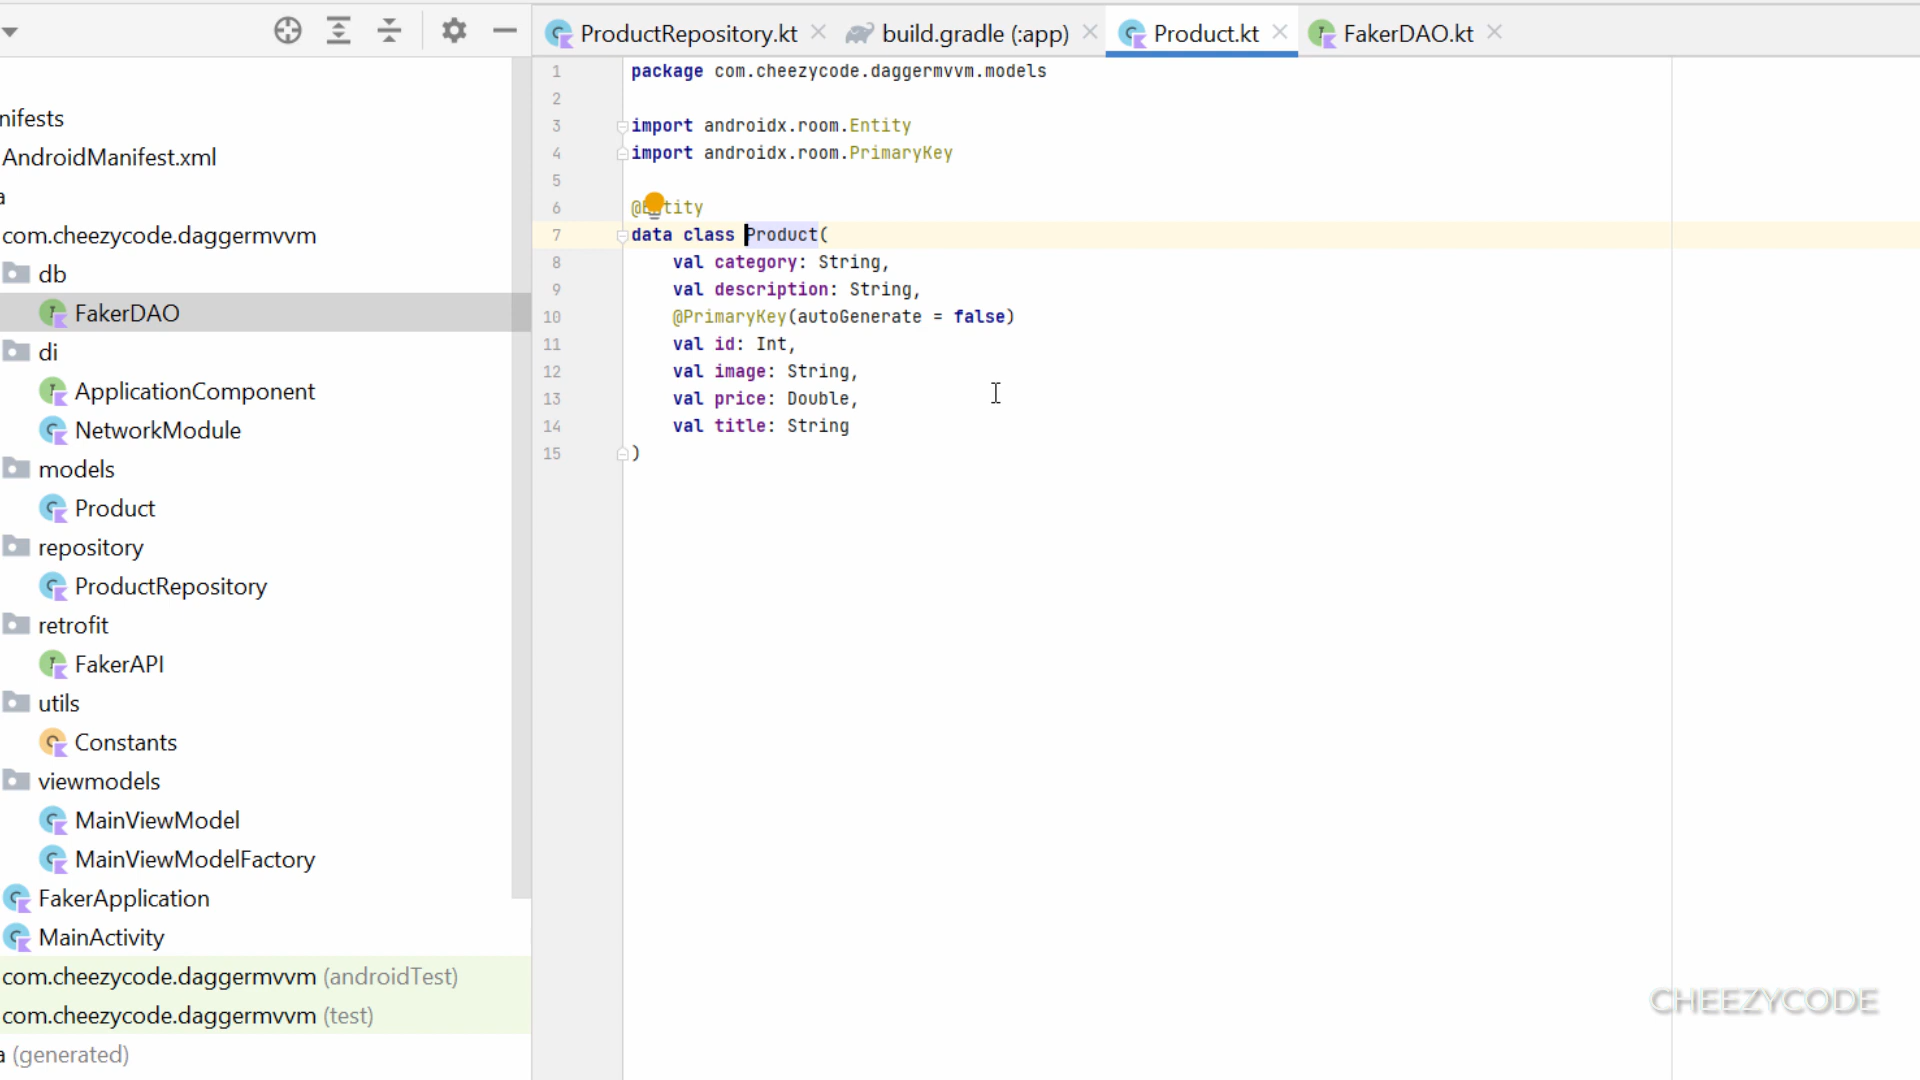 ProductRepository.kt
build.gradle (:app)
Product.kt
FakerDAO.kt
nifests
AndroidManifest.xml
a
com.cheezycode.daggermvvm
db
FakerDAO
di
ApplicationComponent
NetworkModule
models
Product
repository
ProductRepository
retrofit
FakerAPI
utils
Constants
viewmodels
MainViewModel
MainViewModelFactory
FakerApplication
MainActivity
com.cheezycode.daggermvvm (androidTest)
com.cheezycode.daggermvvm (test)
a (generated)
1 package com.cheezycode.daggermvvm.models
2
3 import androidx.room.Entity
4 import androidx.room.PrimaryKey
5
6 @Entity
7 data class Product(
8 val category: String,
9 val description: String,
10 @PrimaryKey(autoGenerate = false)
11 val id: Int,
12 val image: String,
13 val price: Double,
14 val title: String
15 )
CHEEZYCODE